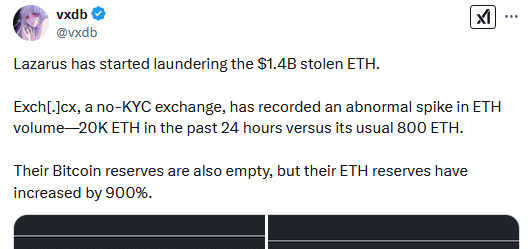 vxdb
@vxdb
Lazarus has started laundering the $1.4B stolen ETH.
Exch[.]cx, a no-KYC exchange, has recorded an abnormal spike in ETH
volume—20K ETH in the past 24 hours versus its usual 800 ETH.
Their Bitcoin reserves are also empty, but their ETH reserves have
increased by 900%.